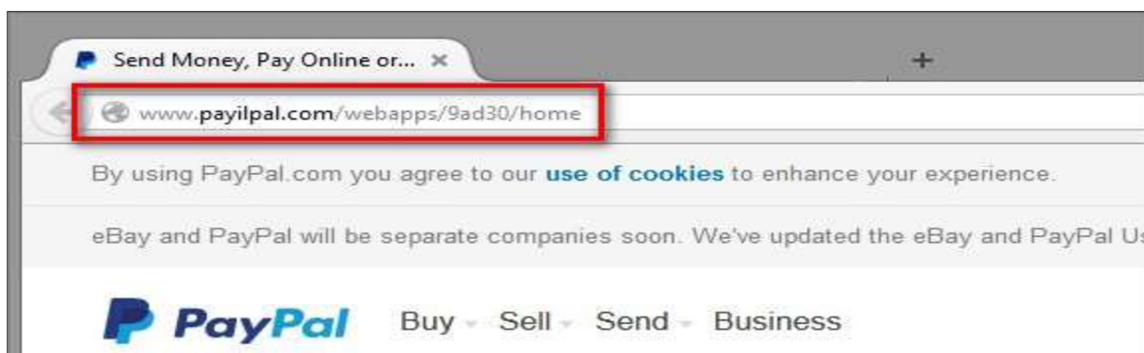 Send Money, Pay Online or... ×
+
www.payilpal.com/webapps/9ad30/home
By using PayPal.com you agree to our use of cookies to enhance your experience.
eBay and PayPal will be separate companies soon. We've updated the eBay and PayPal Us
PayPal Buy Sell Send Business